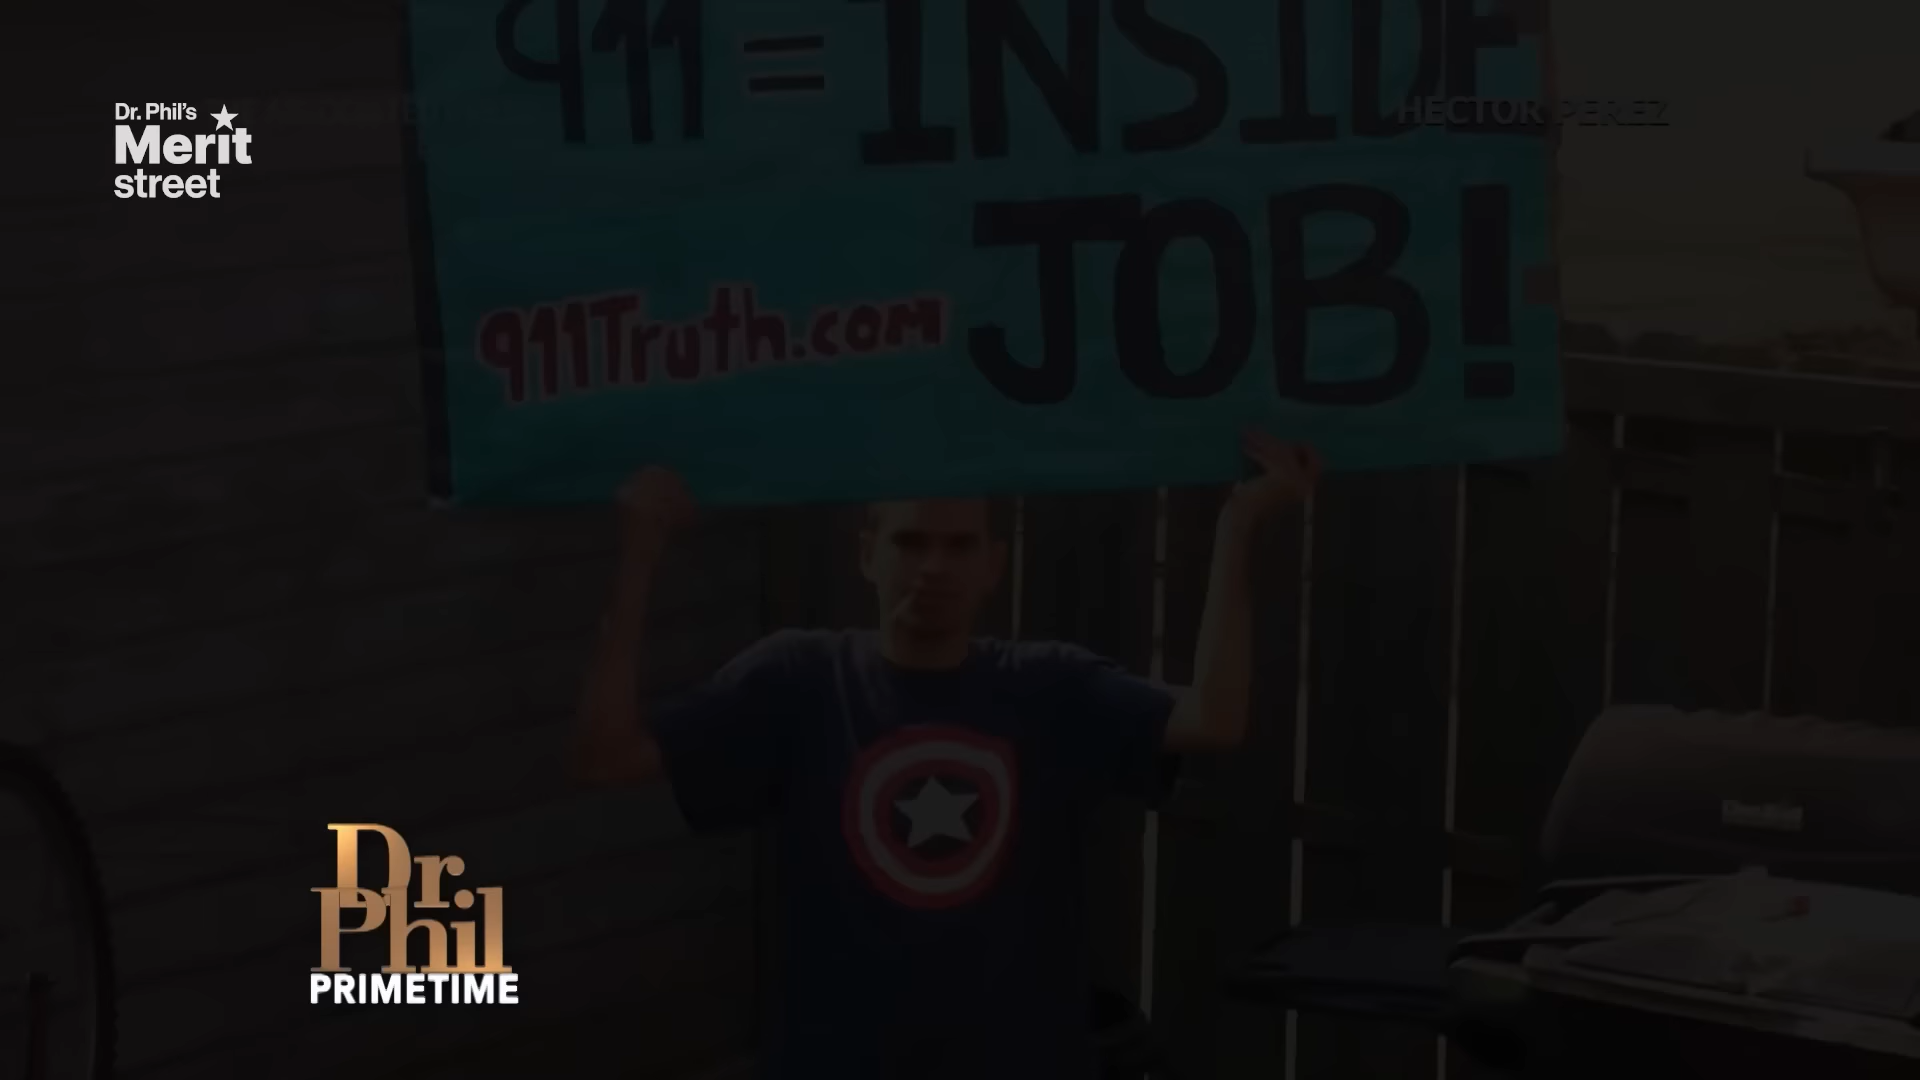 Dr. Phil's
Merit
street
HECTOR PEREZ
911 = INSIDE
JOB!
911Truth.com
Dr.
Phil
PRIMETIME